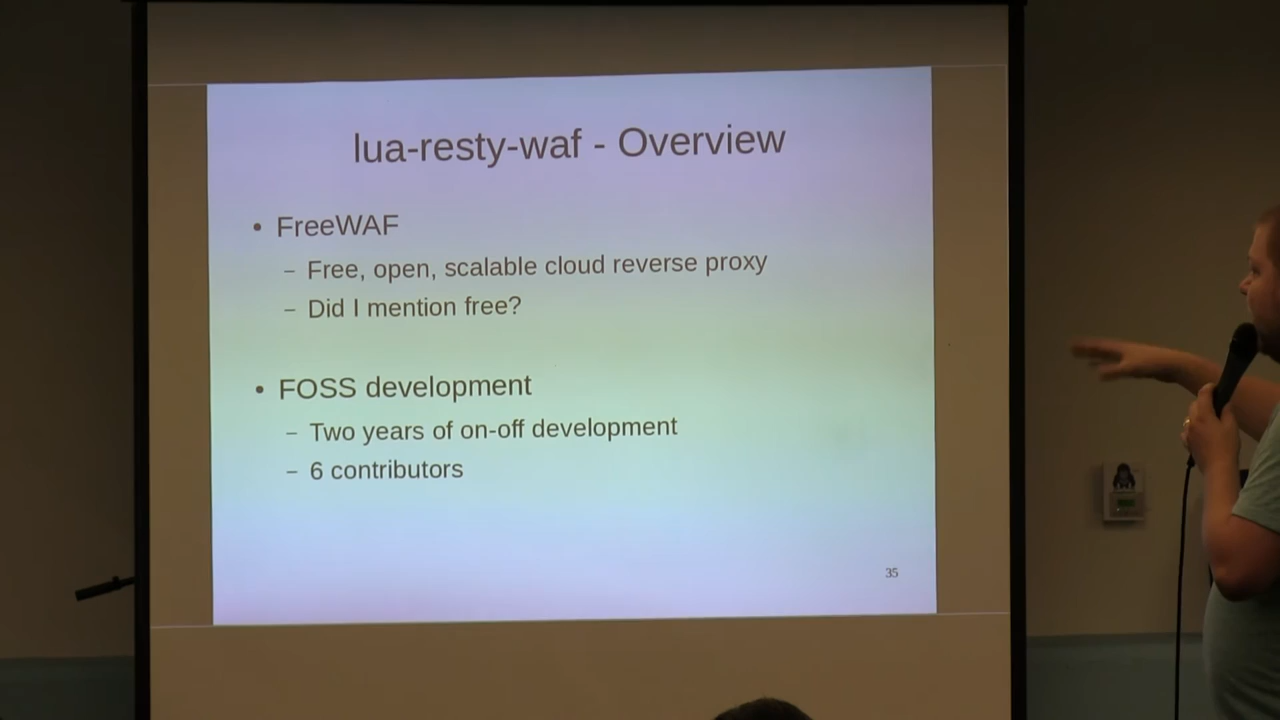 lua-resty-waf - Overview
• FreeWAF
– Free, open, scalable cloud reverse proxy
– Did I mention free?
• FOSS development
– Two years of on-off development
– 6 contributors
35